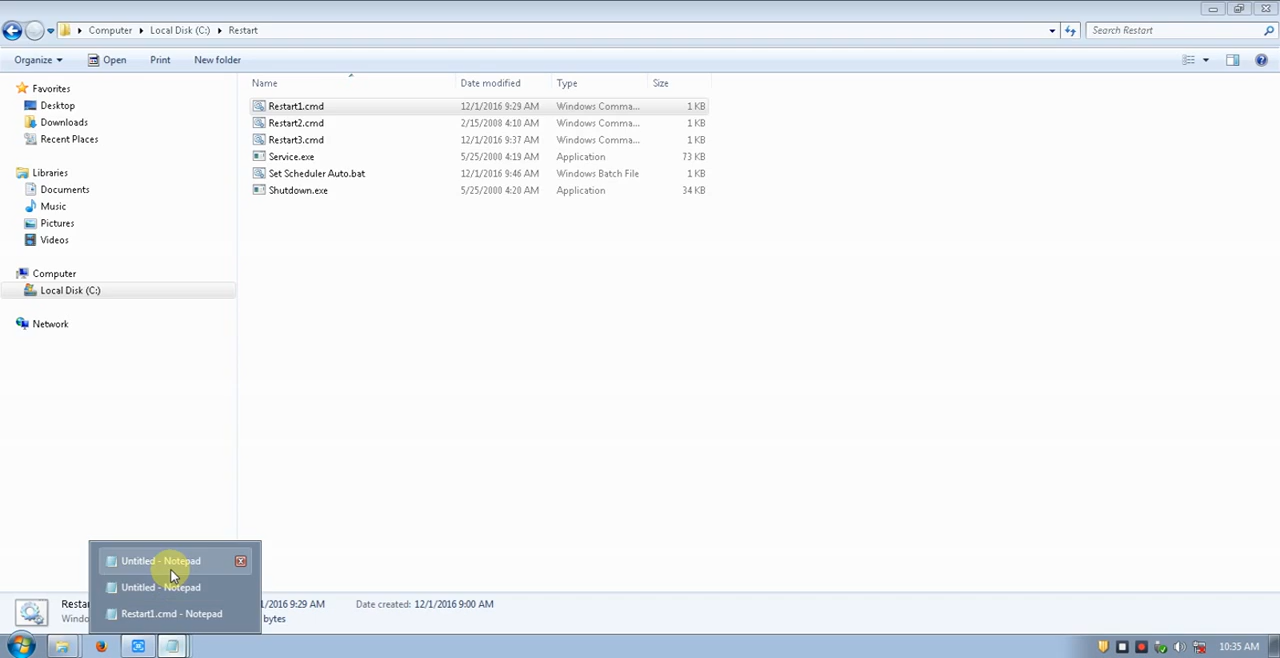 Computer Local Disk (C:) Restart
Search Restart
Organize Open Print New folder
Name Date modified Type Size
Favorites
Desktop
Downloads
Recent Places
Libraries
Documents
Music
Pictures
Videos
Computer
Local Disk (C:)
Network
Restart1.cmd 12/1/2016 9:29 AM Windows Comma... 1 KB
Restart2.cmd 2/15/2008 4:10 AM Windows Comma... 1 KB
Restart3.cmd 12/1/2016 9:37 AM Windows Comma... 1 KB
Service.exe 5/25/2000 4:19 AM Application 73 KB
Set Scheduler Auto.bat 12/1/2016 9:46 AM Windows Batch File 1 KB
Shutdown.exe 5/25/2000 4:20 AM Application 34 KB
Untitled - Notepad
Untitled - Notepad
Restart1.cmd - Notepad
Resta 1/2016 9:29 AM Date created: 12/1/2016 9:00 AM
Windo bytes
10:35 AM